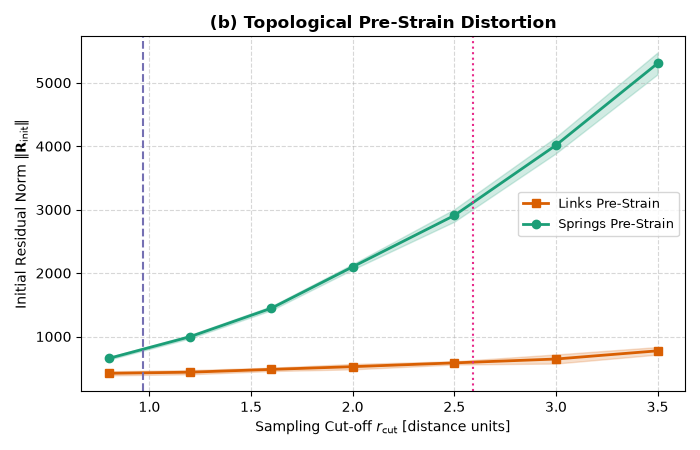 (b) Topological Pre-Strain Distortion
Initial Residual Norm ‖R_init‖
5000
4000
3000
2000
1000
Links Pre-Strain
Springs Pre-Strain
1.0 1.5 2.0 2.5 3.0 3.5
Sampling Cut-off r_cut [distance units]